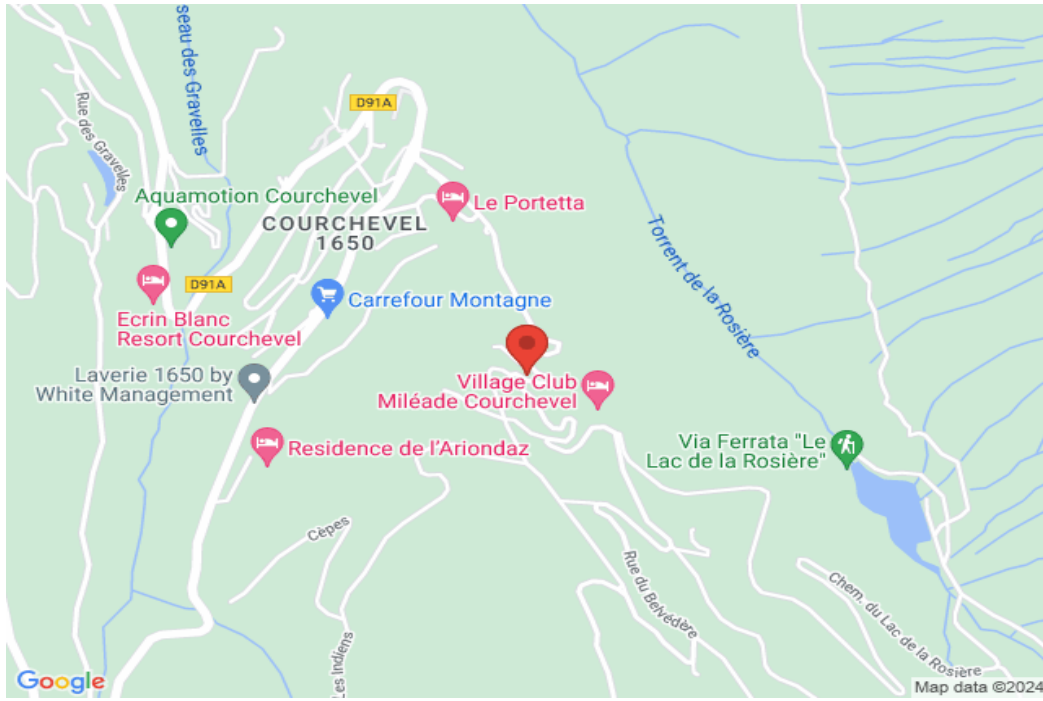 seau des Gravelles
Rue des Gravelles
D91A
Aquamotion Courchevel
COURCHEVEL
1650
Le Portetta
D91A
Ecrin Blanc
Resort Courchevel
Carrefour Montagne
Torrent de la Rosière
Laverie 1650 by
White Management
Village Club
Miléade Courchevel
Residence de l'Ariondaz
Via Ferrata "Le
Lac de la Rosière"
Cèpes
Rue du Belvédère
Chem. du Lac de la Rosière
Les Indiens
Google
Map data ©2024